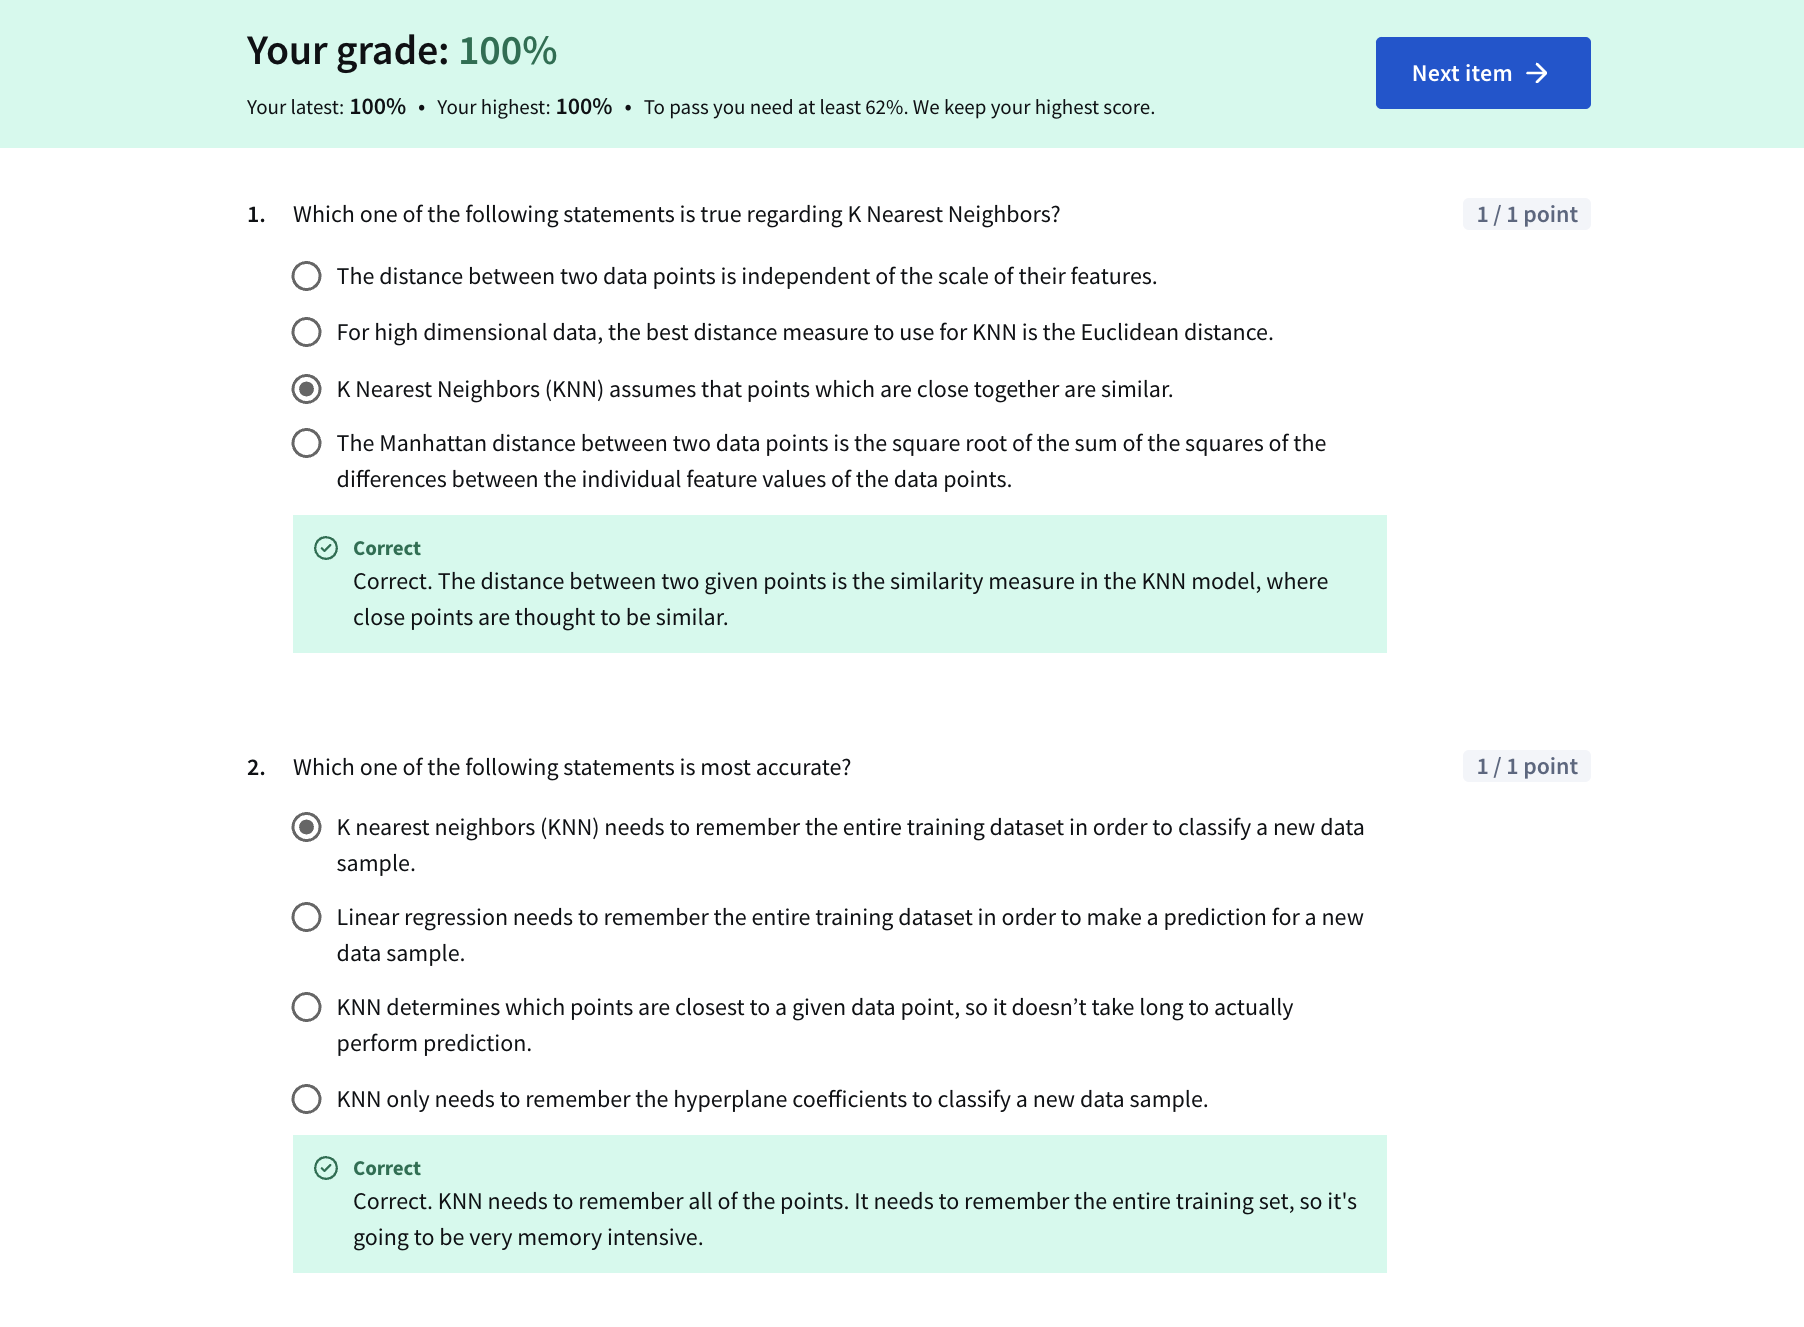 Your grade: 100%
Next item →
Your latest: 100% • Your highest: 100% • To pass you need at least 62%. We keep your highest score.
1. Which one of the following statements is true regarding K Nearest Neighbors?
1 / 1 point
The distance between two data points is independent of the scale of their features.
For high dimensional data, the best distance measure to use for KNN is the Euclidean distance.
K Nearest Neighbors (KNN) assumes that points which are close together are similar.
The Manhattan distance between two data points is the square root of the sum of the squares of the
differences between the individual feature values of the data points.
Correct
Correct. The distance between two given points is the similarity measure in the KNN model, where
close points are thought to be similar.
2. Which one of the following statements is most accurate?
1 / 1 point
K nearest neighbors (KNN) needs to remember the entire training dataset in order to classify a new data
sample.
Linear regression needs to remember the entire training dataset in order to make a prediction for a new
data sample.
KNN determines which points are closest to a given data point, so it doesn’t take long to actually
perform prediction.
KNN only needs to remember the hyperplane coefficients to classify a new data sample.
Correct
Correct. KNN needs to remember all of the points. It needs to remember the entire training set, so it's
going to be very memory intensive.